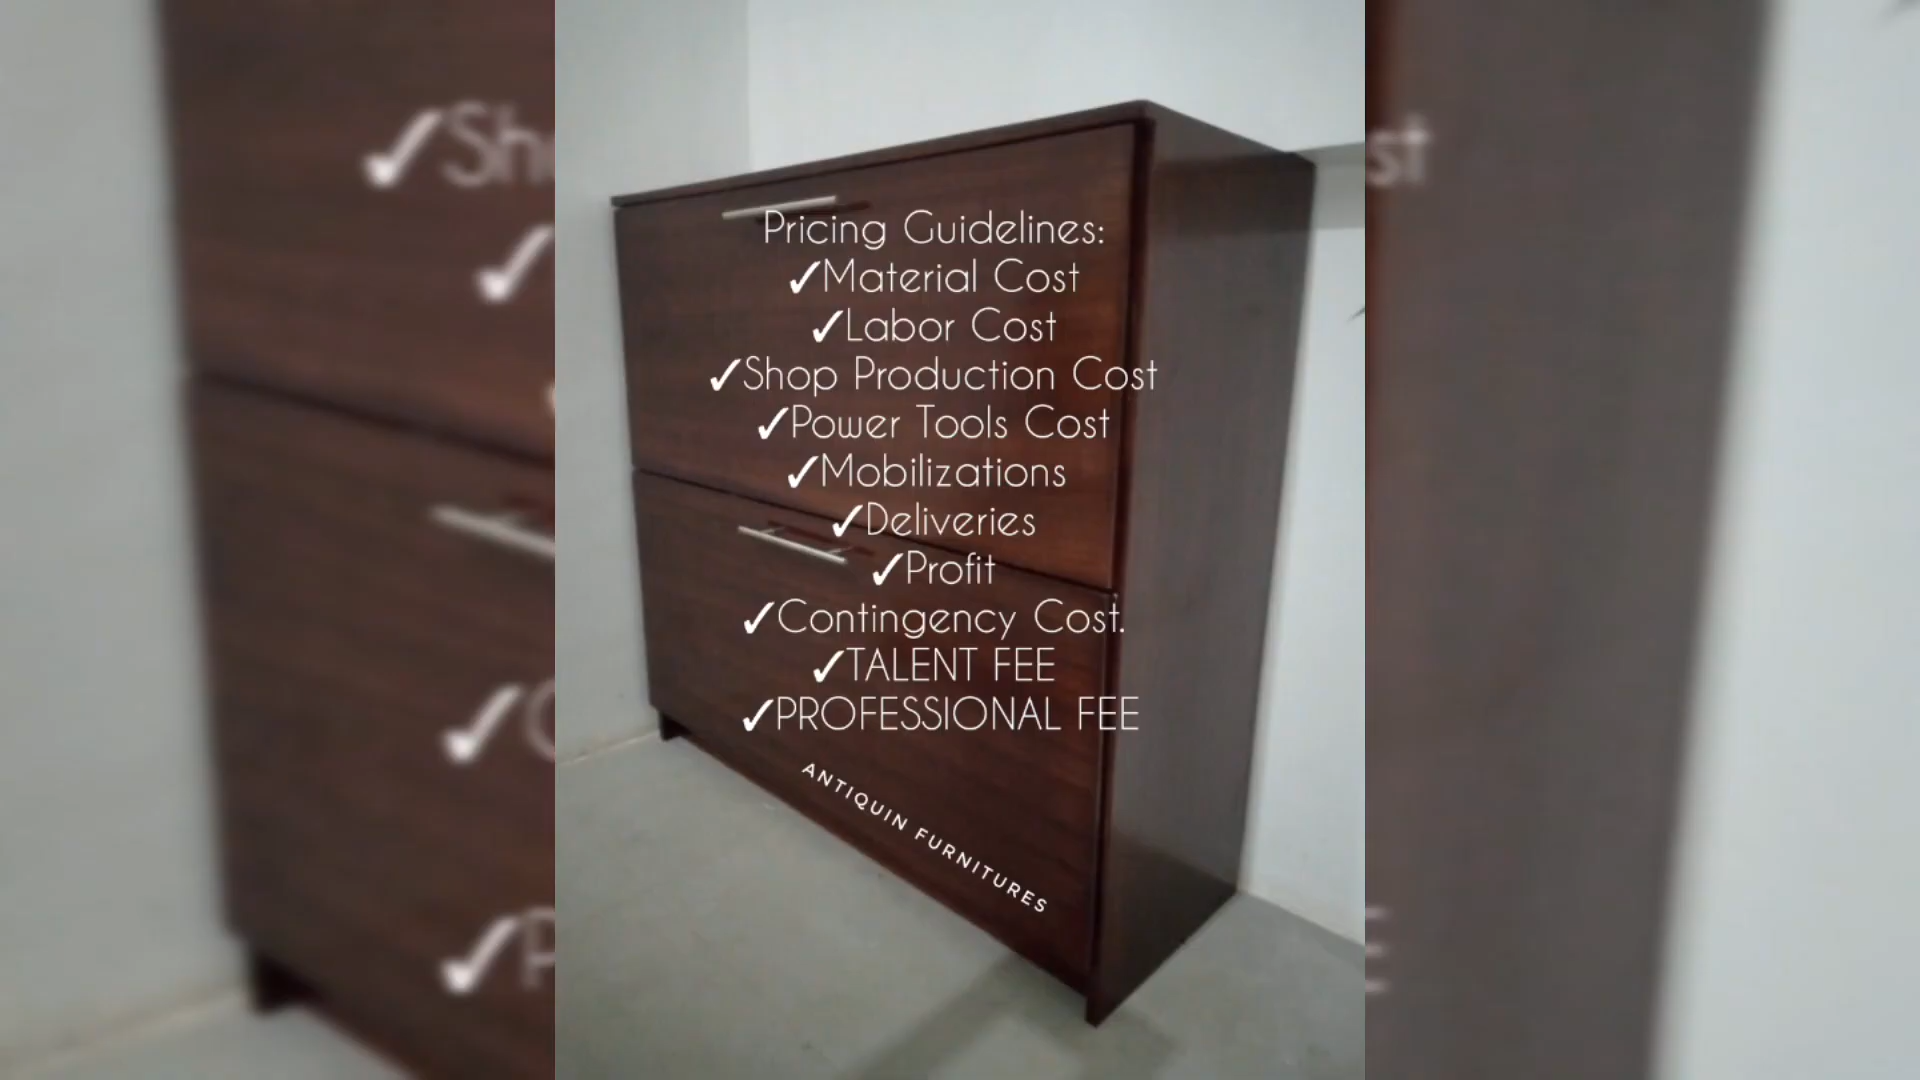 Pricing Guidelines:
✓Material Cost
✓Labor Cost
✓Shop Production Cost
✓Power Tools Cost
✓Mobilizations
✓Deliveries
✓Profit
✓Contingency Cost.
✓TALENT FEE
✓PROFESSIONAL FEE
ANTIQUIN FURNITURES